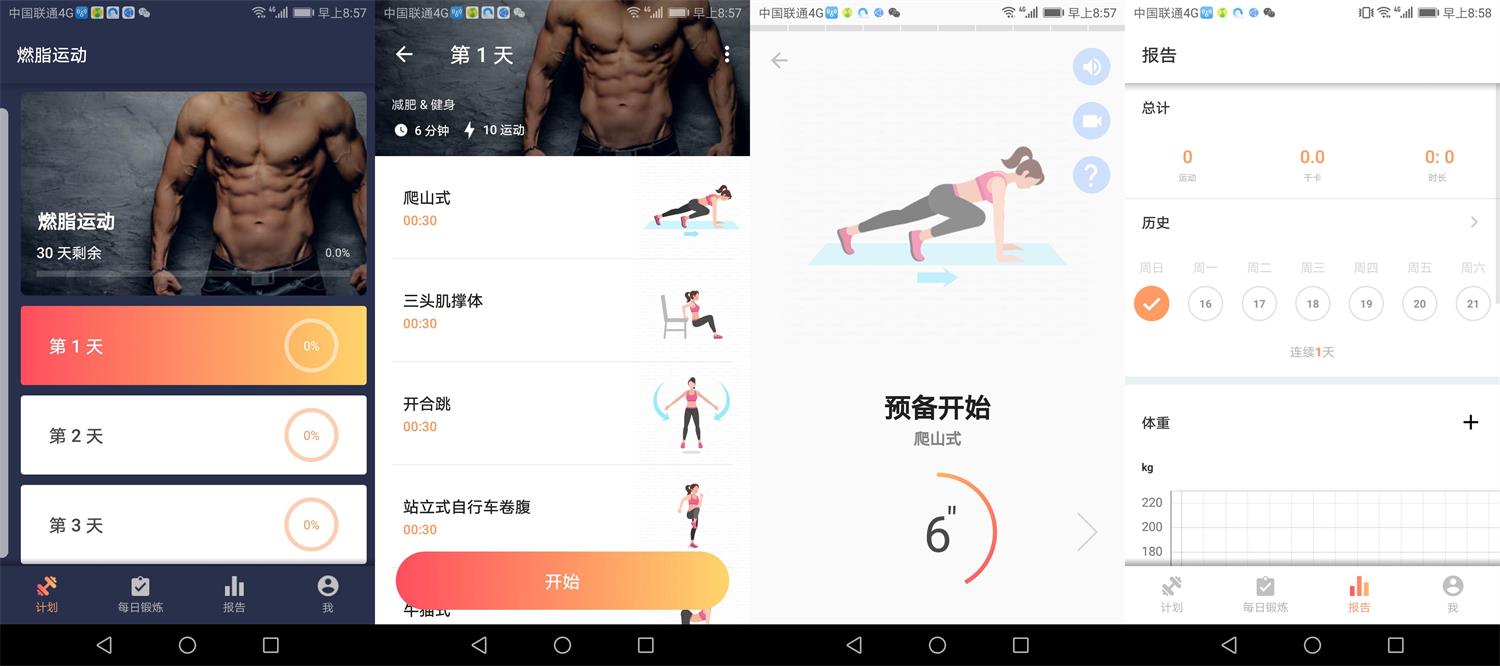 中国联通4G
4G
早上8:57
燃脂运动
燃脂运动
30 天剩余
0.0%
第 1 天
0%
第 2 天
0%
第 3 天
0%
计划
每日锻炼
报告
我
中国联通4G
4G
早上8:57
第 1 天
减肥 & 健身
6 分钟
10 运动
爬山式
00:30
三头肌撑体
00:30
开合跳
00:30
站立式自行车卷腹
00:30
开始
牛猫式
中国联通4G
4G
早上8:57
?
预备开始
爬山式
6"
中国联通4G
4G
早上8:58
报告
总计
0
0.0
0: 0
运动
千卡
时长
历史
周日
周一
周二
周三
周四
周五
周六
16
17
18
19
20
21
连续1天
体重
+
kg
220
200
180
计划
每日锻炼
报告
我